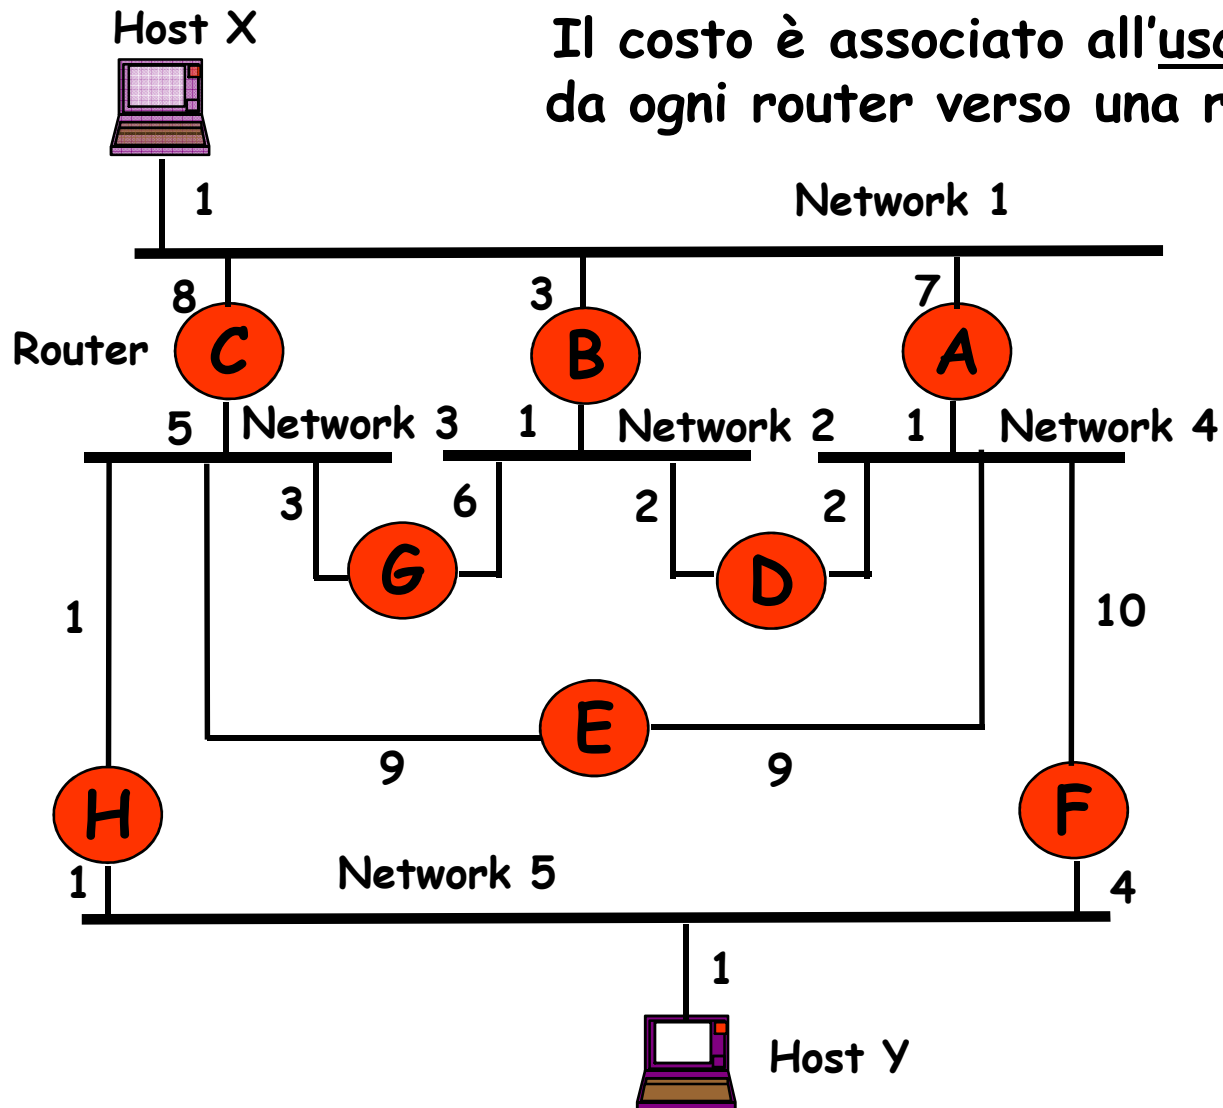 Host X
Il costo è associato all'
da ogni router verso una
1
Network 1
8
3
7
Router
C
B
A
5
Network 3
1
Network 2
1
Network 4
3
6
2
2
G
D
1
10
E
9
9
H
F
1
Network 5
4
1
Host Y